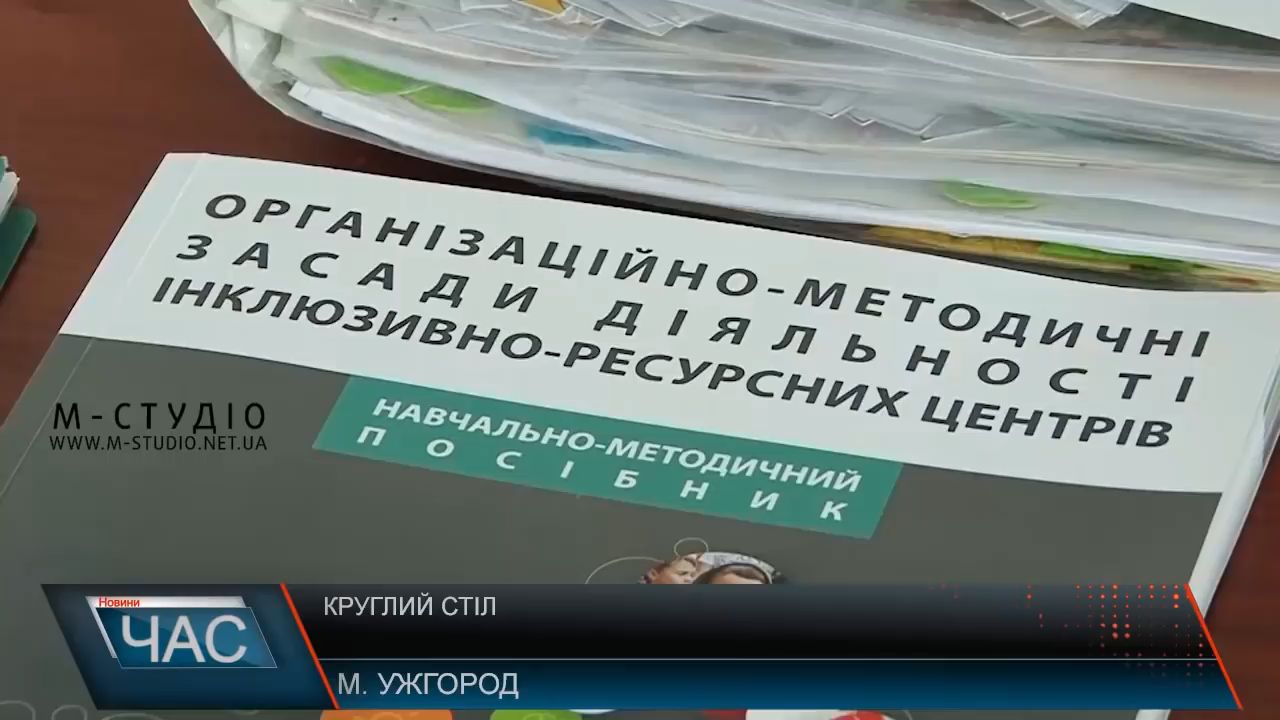 ОРГАНІЗАЦІЙНО-МЕТОДИЧНІ
ЗАСАДИ ДІЯЛЬНОСТІ
ІНКЛЮЗИВНО-РЕСУРСНИХ ЦЕНТРІВ
НАВЧАЛЬНО-МЕТОДИЧНИЙ
ПОСІБНИК
М-СТУДІО
WWW.M-STUDIO.NET.UA
Новини
ЧАС
КРУГЛИЙ СТІЛ
М. УЖГОРОД